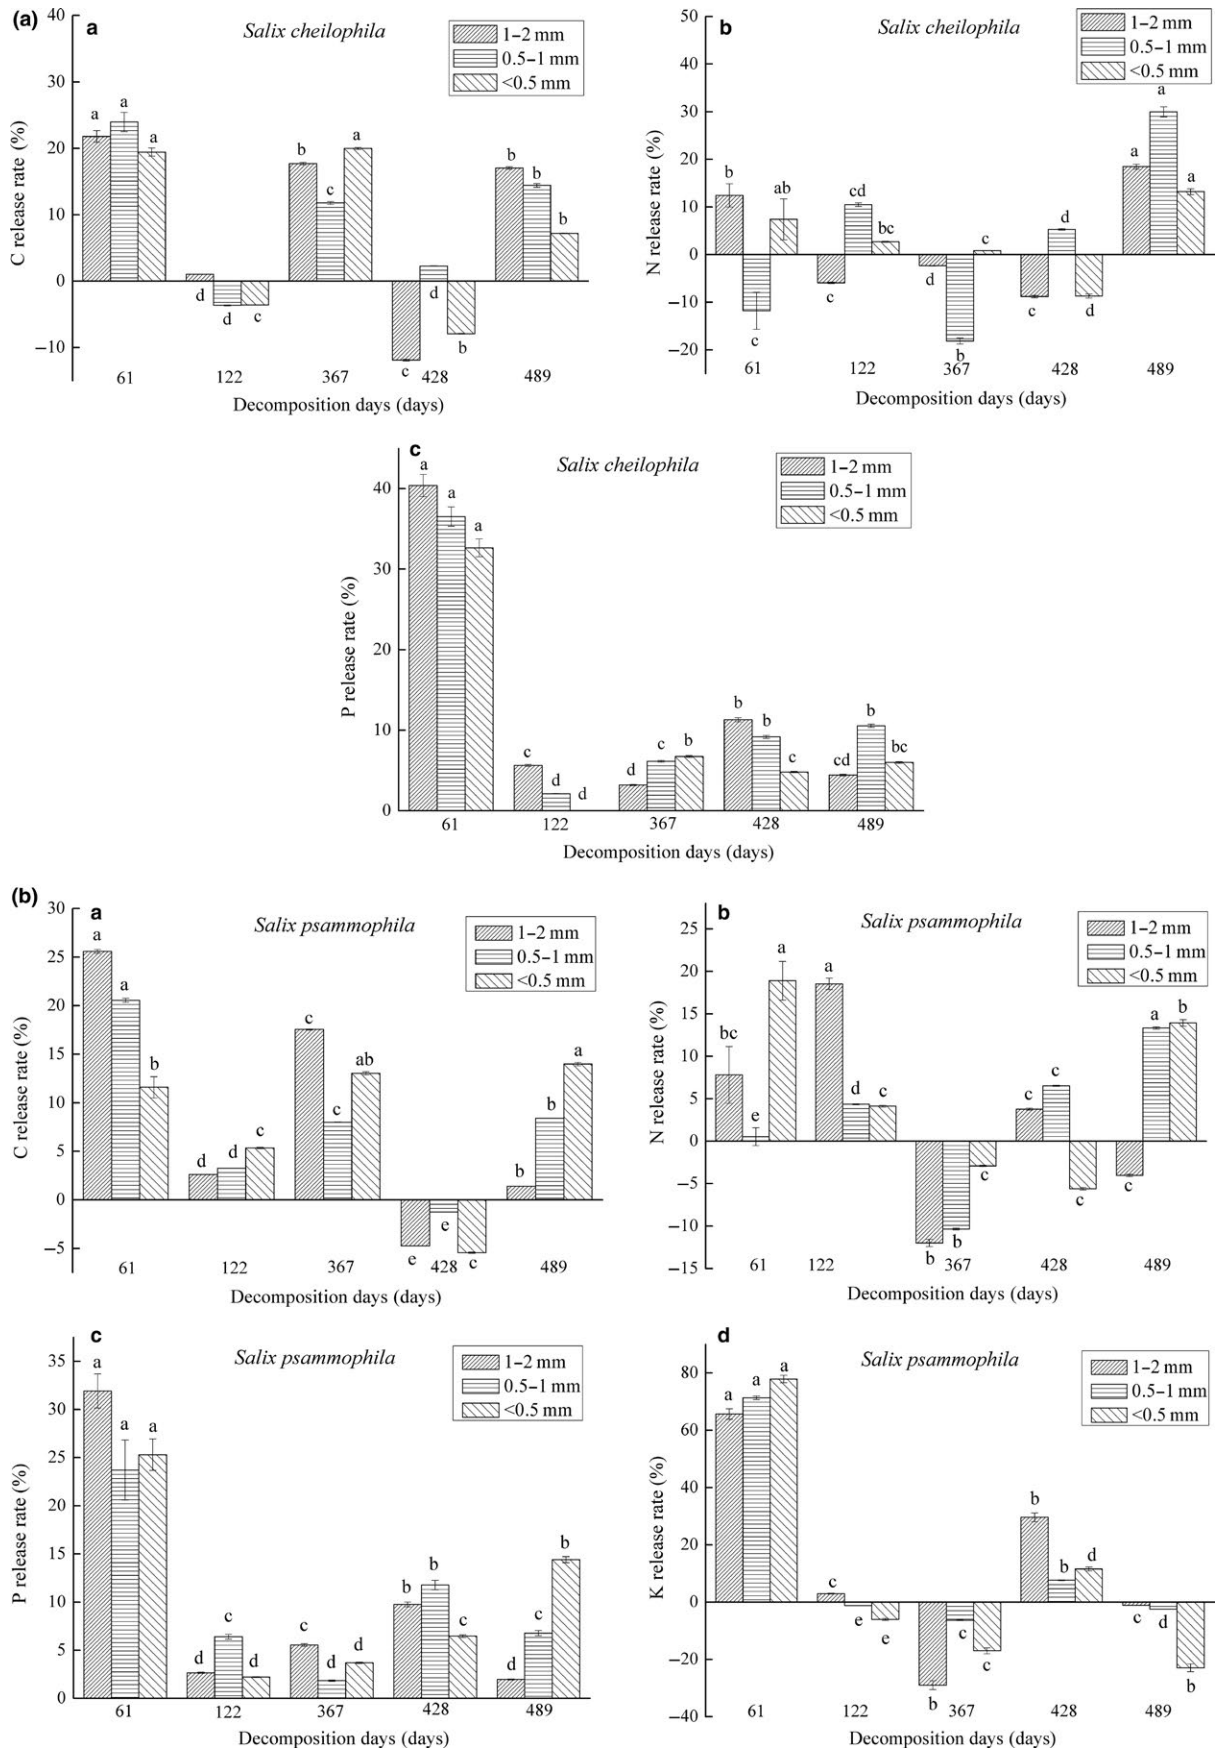 (a)
a
Salix cheilophila
1–2 mm
0.5–1 mm
<0.5 mm
C release rate (%)
40
30
20
10
0
−10
a a a
d d c
b c a
c d b
b b b
61 122 367 428 489
Decomposition days (days)
b
Salix cheilophila
1–2 mm
0.5–1 mm
<0.5 mm
N release rate (%)
50
40
30
20
10
0
−10
−20
b c ab
c cd bc
d b c
c d d
a a a
61 122 367 428 489
Decomposition days (days)
c
Salix cheilophila
1–2 mm
0.5–1 mm
<0.5 mm
P release rate (%)
40
30
20
10
0
a a a
c d d
d c b
b b c
cd b bc
61 122 367 428 489
Decomposition days (days)
(b)
a
Salix psammophila
1–2 mm
0.5–1 mm
<0.5 mm
C release rate (%)
30
25
20
15
10
5
0
−5
a a b
d d c
c c ab
e e c
b b a
61 122 367 428 489
Decomposition days (days)
b
Salix psammophila
1–2 mm
0.5–1 mm
<0.5 mm
N release rate (%)
25
20
15
10
5
0
−5
−10
−15
bc e a
a d c
b b c
c c c
c a b
61 122 367 428 489
Decomposition days (days)
c
Salix psammophila
1–2 mm
0.5–1 mm
<0.5 mm
P release rate (%)
35
30
25
20
15
10
5
0
a a a
d c d
c d d
b b c
d c b
61 122 367 428 489
Decomposition days (days)
d
Salix psammophila
1–2 mm
0.5–1 mm
<0.5 mm
K release rate (%)
80
60
40
20
0
−20
−40
a a a
c e e
b c c
b b d
c d b
61 122 367 428 489
Decomposition days (days)